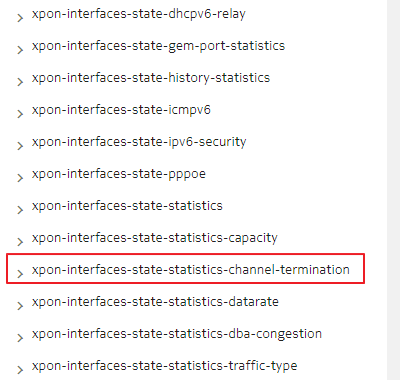 xpon-interfaces-state-dhcpv6-relay
xpon-interfaces-state-gem-port-statistics
xpon-interfaces-state-history-statistics
xpon-interfaces-state-icmpv6
xpon-interfaces-state-ipv6-security
xpon-interfaces-state-pppoe
xpon-interfaces-state-statistics
xpon-interfaces-state-statistics-capacity
xpon-interfaces-state-statistics-channel-termination
xpon-interfaces-state-statistics-datarate
xpon-interfaces-state-statistics-dba-congestion
xpon-interfaces-state-statistics-traffic-type